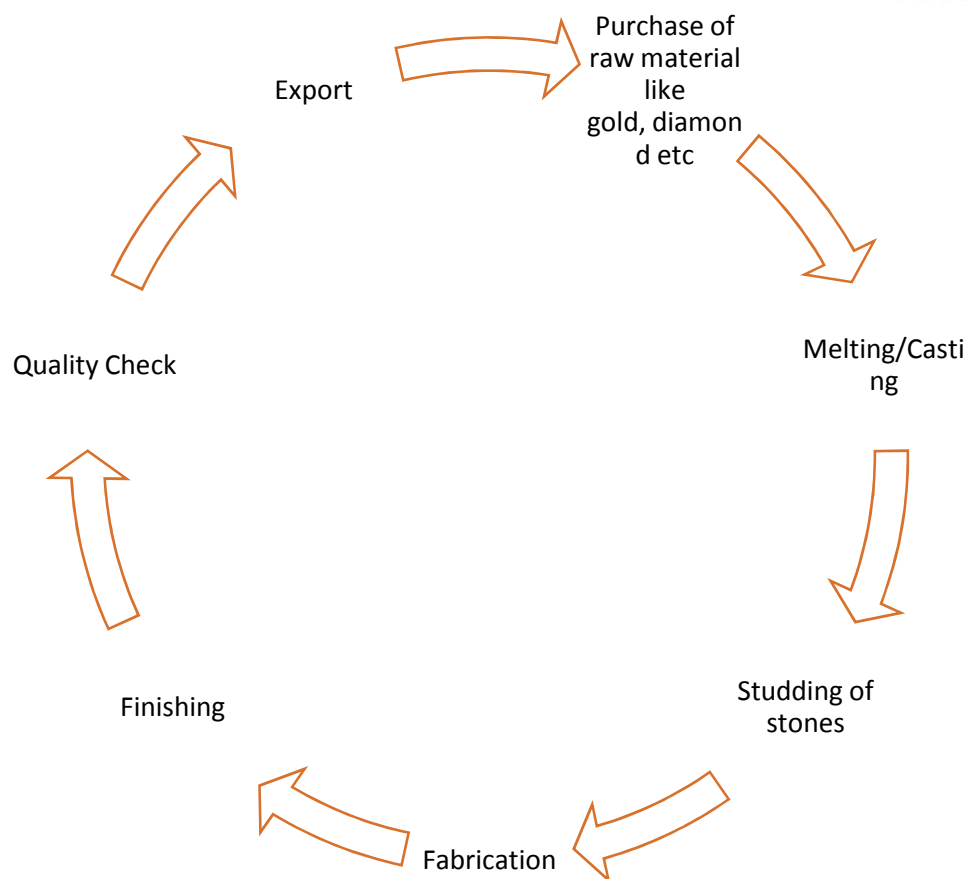 Purchase of
raw material
like
gold, diamon
d etc
Melting/Casti
ng
Studding of
stones
Fabrication
Finishing
Quality Check
Export